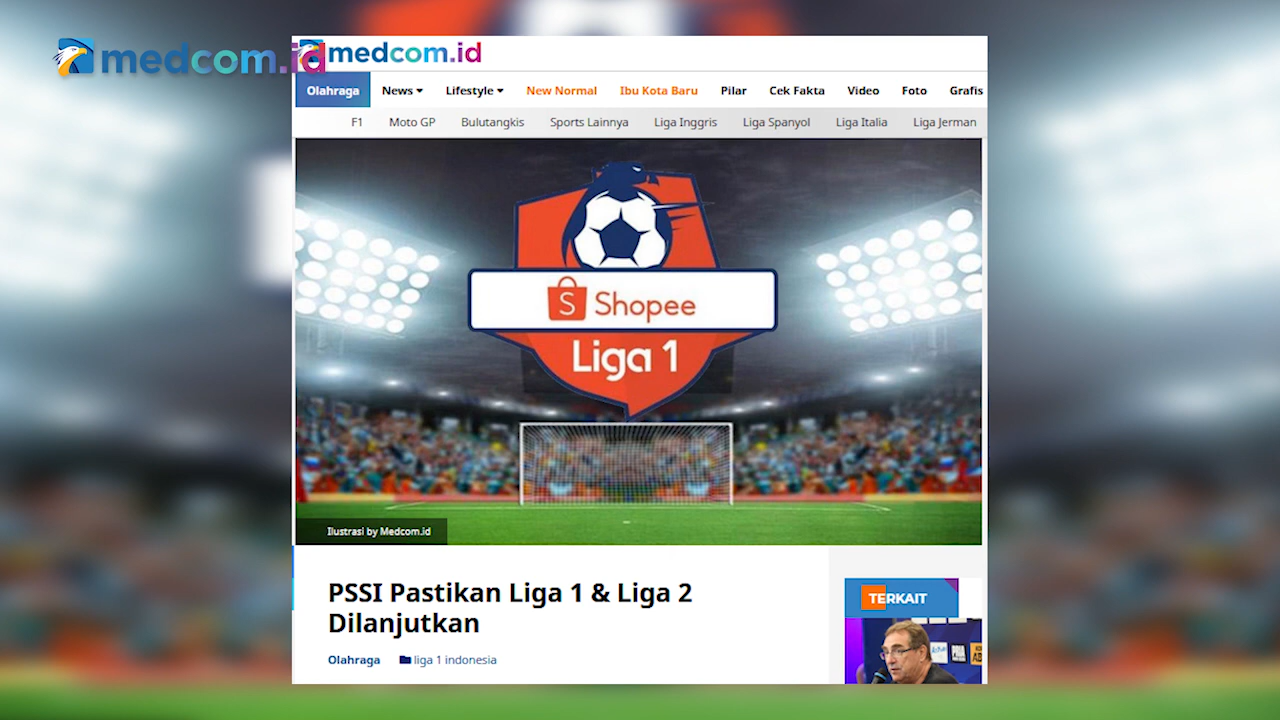 medcom.id
medcom.id
Olahraga News Lifestyle New Normal Ibu Kota Baru Pilar Cek Fakta Video Foto Grafis
F1 Moto GP Bulutangkis Sports Lainnya Liga Inggris Liga Spanyol Liga Italia Liga Jerman
S Shopee
Liga 1
Ilustrasi by Medcom.id
PSSI Pastikan Liga 1 & Liga 2
Dilanjutkan
Olahraga liga 1 indonesia
TERKAIT